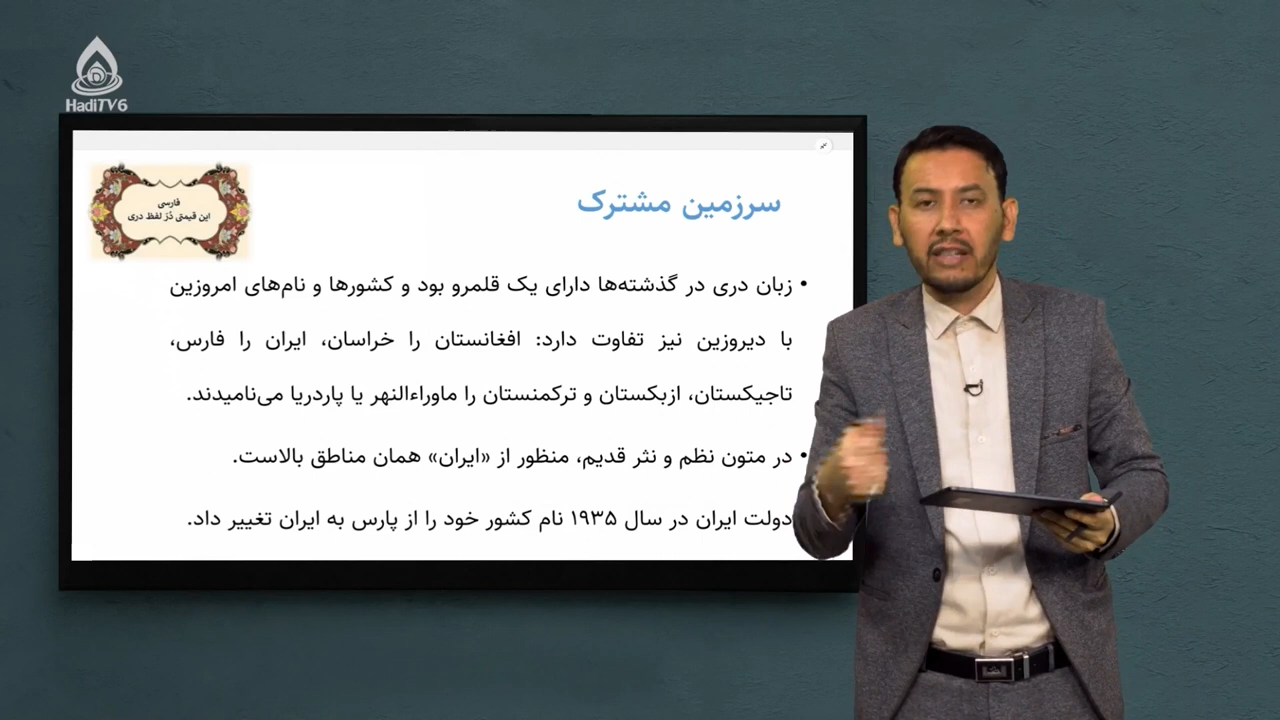 HadiTV6
فارسی
این قیمتی دُرّ لفظ دری
سرزمین مشترک
• زبان دری در گذشته‌ها دارای یک قلمرو بود و کشورها و نام‌های امروزین
با دیروزین نیز تفاوت دارد: افغانستان را خراسان، ایران را فارس،
تاجیکستان، ازبکستان و ترکمنستان را ماوراءالنهر یا پاردریا می‌نامیدند.
• در متون نظم و نثر قدیم، منظور از «ایران» همان مناطق بالاست.
دولت ایران در سال ۱۹۳۵ نام کشور خود را از پارس به ایران تغییر داد.